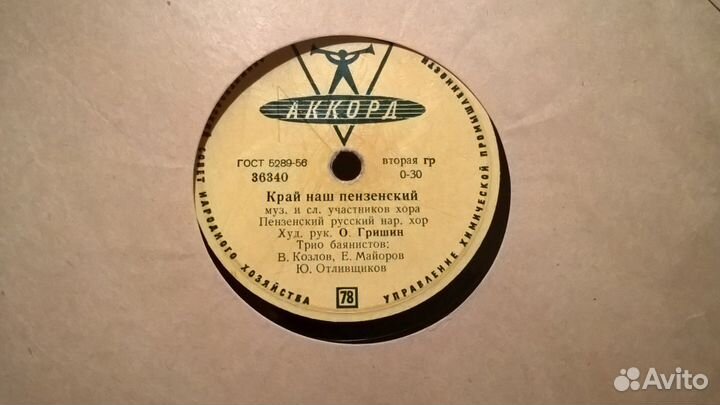 АККОРД
ГОСТ 5289-56
вторая гр
36340
0-30
Край наш пензенский
муз. и сл. участников хора
Пензенский русский нар. хор
Худ. рук. О. Гришин
Трио баянистов:
В. Козлов, Е. Майоров
Ю. Отливщиков
78
СОВЕТ НАРОДНОГО ХОЗЯЙСТВА
УПРАВЛЕНИЕ ХИМИЧЕСКОЙ ПРОМЫШЛЕННОСТИ
Avito